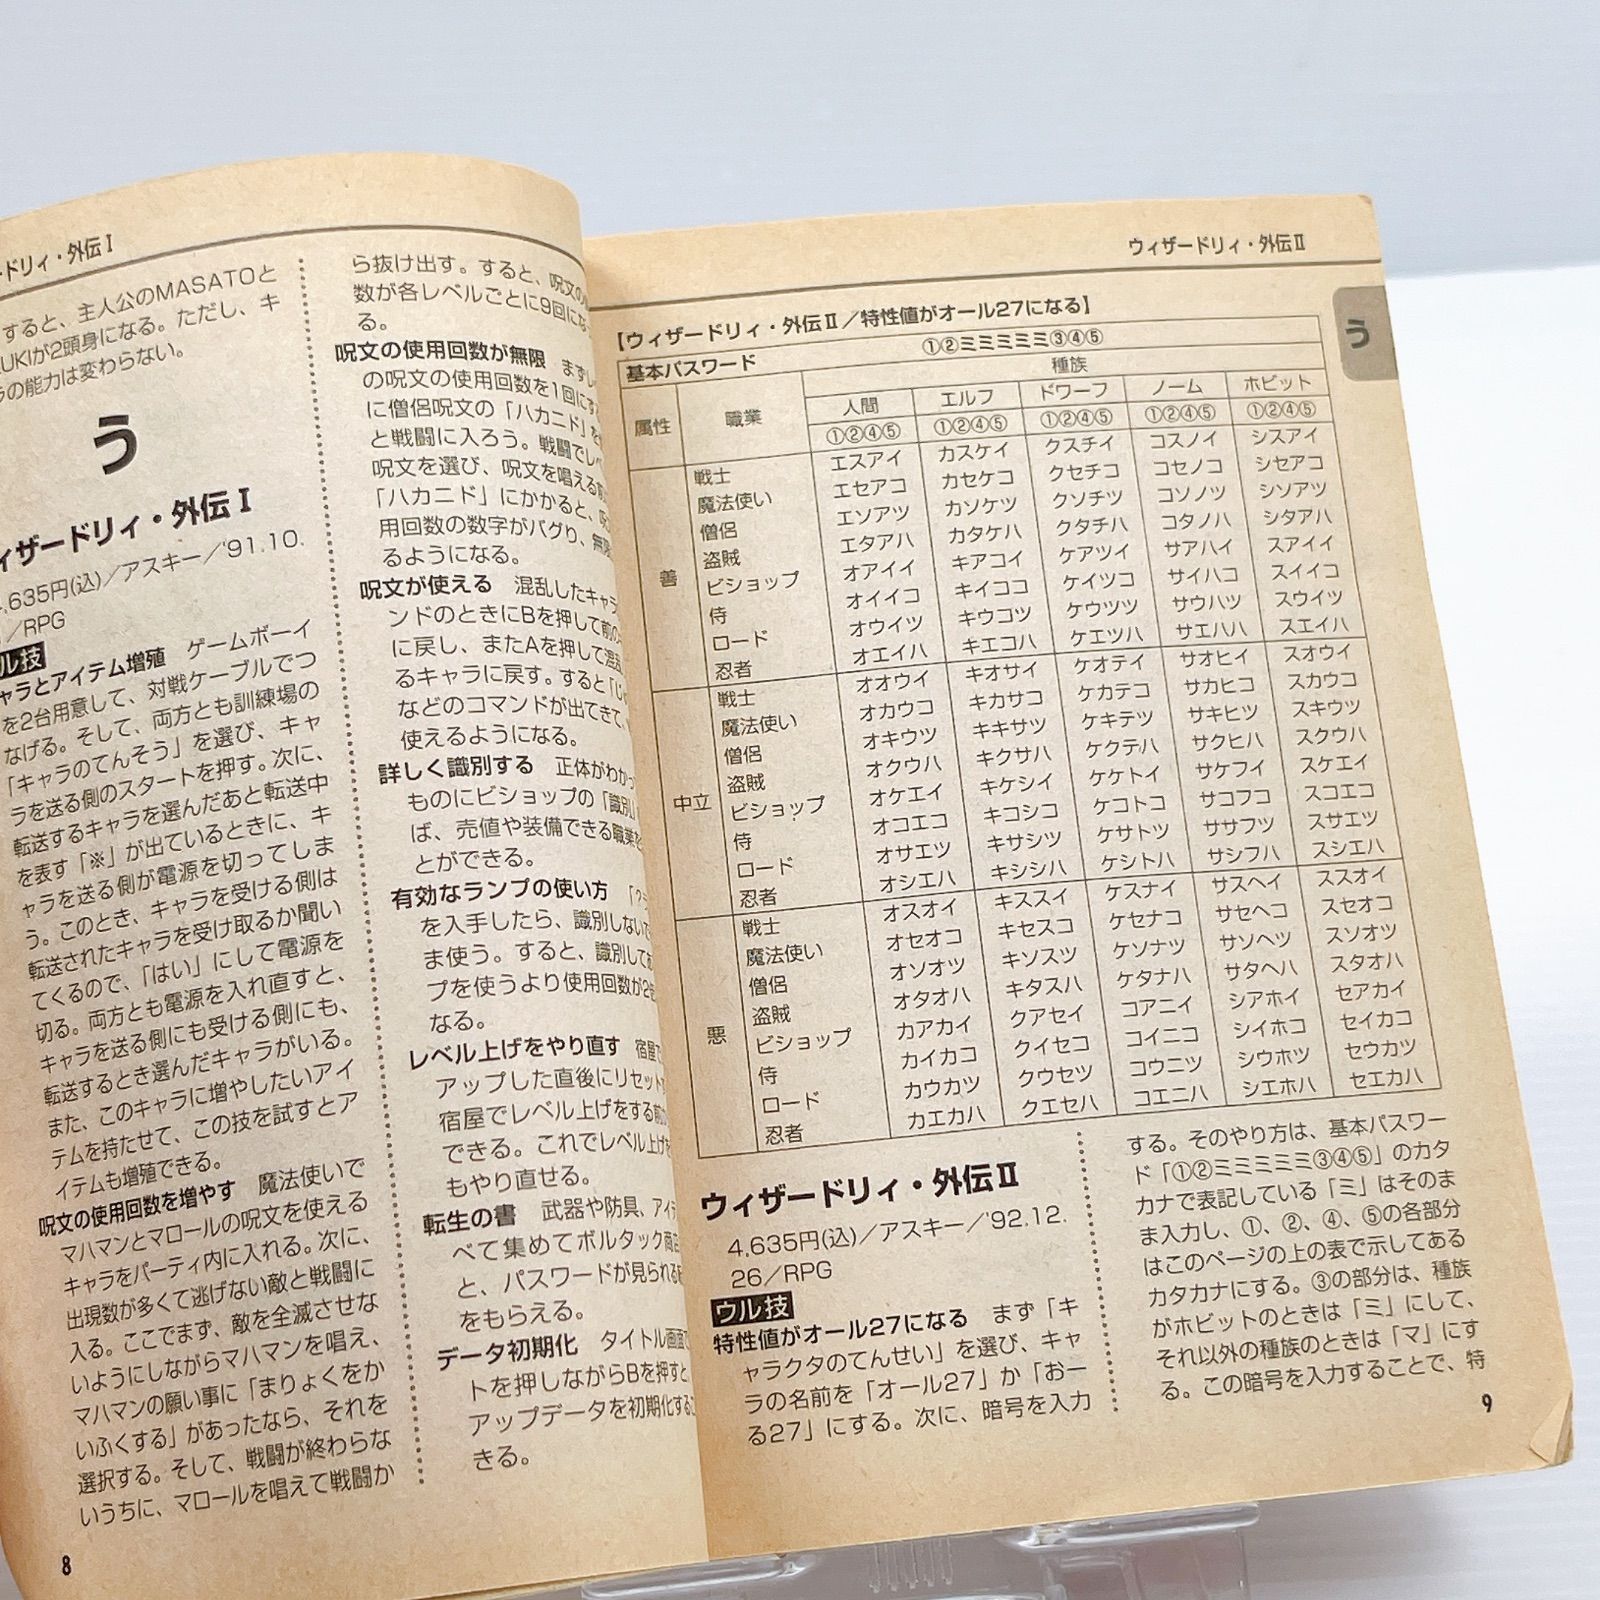 ードリィ・外伝Ⅰ
すると、主人公のMASATOと
UKIが2頭身になる。ただし、キ
ラの能力は変わらない。
う
ィザードリィ・外伝Ⅰ
4,635円(込)／アスキー／'91.10.
／RPG
ル技
ャラとアイテム増殖　ゲームボーイ
を2台用意して、対戦ケーブルでつ
なげる。そして、両方とも訓練場の
「キャラのてんそう」を選び、キャ
ラを送る側のスタートを押す。次に、
転送するキャラを選んだあと転送中
を表す「※」が出ているときに、キ
ャラを送る側が電源を切ってしま
う。このとき、キャラを受ける側は
転送されたキャラを受け取るか聞い
てくるので、「はい」にして電源を
切る。両方とも電源を入れ直すと、
キャラを送る側にも受ける側にも、
転送するとき選んだキャラがいる。
また、このキャラに増やしたいアイ
テムを持たせて、この技を試すとア
イテムも増殖できる。
呪文の使用回数を増やす　魔法使いで
マハマンとマロールの呪文を使える
キャラをパーティ内に入れる。次に、
出現数が多くて逃げない敵と戦闘に
入る。ここでまず、敵を全滅させな
いようにしながらマハマンを唱え、
マハマンの願い事に「まりょくをか
いふくする」があったなら、それを
選択する。そして、戦闘が終わらな
いうちに、マロールを唱えて戦闘か
8
ら抜け出す。すると、呪文の
数が各レベルごとに9回にな
る。
呪文の使用回数が無限　まず
の呪文の使用回数を1回にす
に僧侶呪文の「ハカニド」を
と戦闘に入ろう。戦闘でレベ
呪文を選び、呪文を唱える前
「ハカニド」にかかると、呪
用回数の数字がバグり、無限
るようになる。
呪文が使える　混乱したキャラ
ンドのときにBを押して前の
に戻し、またAを押して混乱
るキャラに戻す。すると「じ
などのコマンドが出てきて、
使えるようになる。
詳しく識別する　正体がわかっ
ものにビショップの「識別」
ば、売値や装備できる職業を
とができる。
有効なランプの使い方　「?ラ
を入手したら、識別しないで
ま使う。すると、識別してあ
プを使うより使用回数が2倍
なる。
レベル上げをやり直す　宿屋で
アップした直後にリセット
宿屋でレベル上げをする前
できる。これでレベル上げを
もやり直せる。
転生の書　武器や防具、アイテ
べて集めてボルタック商店
と、パスワードが見られる
をもらえる。
データ初期化　タイトル画面で
トを押しながらBを押すと、
アップデータを初期化する
きる。
ウィザードリィ・外伝Ⅱ
う
【ウィザードリィ・外伝Ⅱ／特性値がオール27になる】
基本パスワード　①②ミミミミミ③④⑤
属性　職業　種族
人間　エルフ　ドワーフ　ノーム　ホビット
①②④⑤　①②④⑤　①②④⑤　①②④⑤　①②④⑤
善
戦士　エスアイ　カスケイ　クスチイ　コスノイ　シスアイ
魔法使い　エセアコ　カセケコ　クセチコ　コセノコ　シセアコ
僧侶　エソアツ　カソケツ　クソチツ　コソノツ　シソアツ
盗賊　エタアハ　カタケハ　クタチハ　コタノハ　シタアハ
ビショップ　オアイイ　キアコイ　ケアツイ　サアハイ　スアイイ
侍　オイイコ　キイココ　ケイツコ　サイハコ　スイイコ
ロード　オウイツ　キウコツ　ケウツツ　サウハツ　スウイツ
忍者　オエイハ　キエコハ　ケエツハ　サエハハ　スエイハ
中立
戦士　オオウイ　キオサイ　ケオテイ　サオヒイ　スオウイ
魔法使い　オカウコ　キカサコ　ケカテコ　サカヒコ　スカウコ
僧侶　オキウツ　キキサツ　ケキテツ　サキヒツ　スキウツ
盗賊　オクウハ　キクサハ　ケクテハ　サクヒハ　スクウハ
ビショップ　オケエイ　キケシイ　ケケトイ　サケフイ　スケエイ
侍　オコエコ　キコシコ　ケコトコ　サコフコ　スコエコ
ロード　オサエツ　キサシツ　ケサトツ　ササフツ　スサエツ
忍者　オシエハ　キシシハ　ケシトハ　サシフハ　スシエハ
悪
戦士　オスオイ　キススイ　ケスナイ　サスヘイ　ススオイ
魔法使い　オセオコ　キセスコ　ケセナコ　サセヘコ　スセオコ
僧侶　オソオツ　キソスツ　ケソナツ　サソヘツ　スソオツ
盗賊　オタオハ　キタスハ　ケタナハ　サタヘハ　スタオハ
ビショップ　カアカイ　クアセイ　コアニイ　シアホイ　セアカイ
侍　カイカコ　クイセコ　コイニコ　シイホコ　セイカコ
ロード　カウカツ　クウセツ　コウニツ　シウホツ　セウカツ
忍者　カエカハ　クエセハ　コエニハ　シエホハ　セエカハ
ウィザードリィ・外伝Ⅱ
4,635円(込)／アスキー／'92.12.
26／RPG
ウル技
特性値がオール27になる　まず「キ
ャラクタのてんせい」を選び、キャ
ラの名前を「オール27」か「おー
る27」にする。次に、暗号を入力
する。そのやり方は、基本パスワー
ド「①②ミミミミミ③④⑤」のカタ
カナで表記している「ミ」はそのま
ま入力し、①、②、④、⑤の各部分
はこのページの上の表で示してある
カタカナにする。③の部分は、種族
がホビットのときは「ミ」にして、
それ以外の種族のときは「マ」にす
る。この暗号を入力することで、特
9